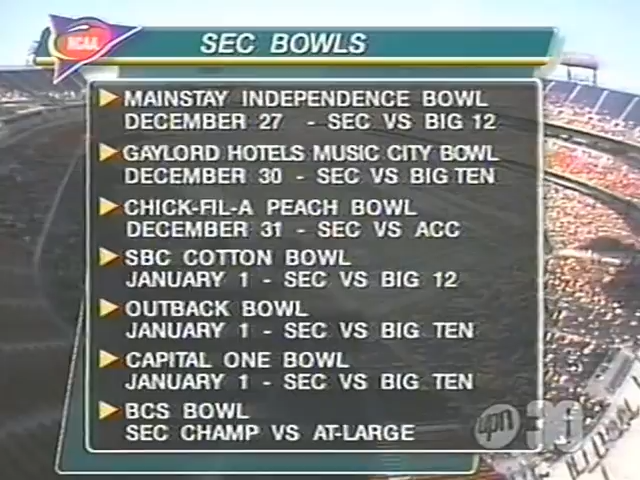 NCAA
SEC BOWLS
MAINSTAY INDEPENDENCE BOWL
DECEMBER 27 - SEC VS BIG 12
GAYLORD HOTELS MUSIC CITY BOWL
DECEMBER 30 - SEC VS BIG TEN
CHICK-FIL-A PEACH BOWL
DECEMBER 31 - SEC VS ACC
SBC COTTON BOWL
JANUARY 1 - SEC VS BIG 12
OUTBACK BOWL
JANUARY 1 - SEC VS BIG TEN
CAPITAL ONE BOWL
JANUARY 1 - SEC VS BIG TEN
BCS BOWL
SEC CHAMP VS AT-LARGE
upn